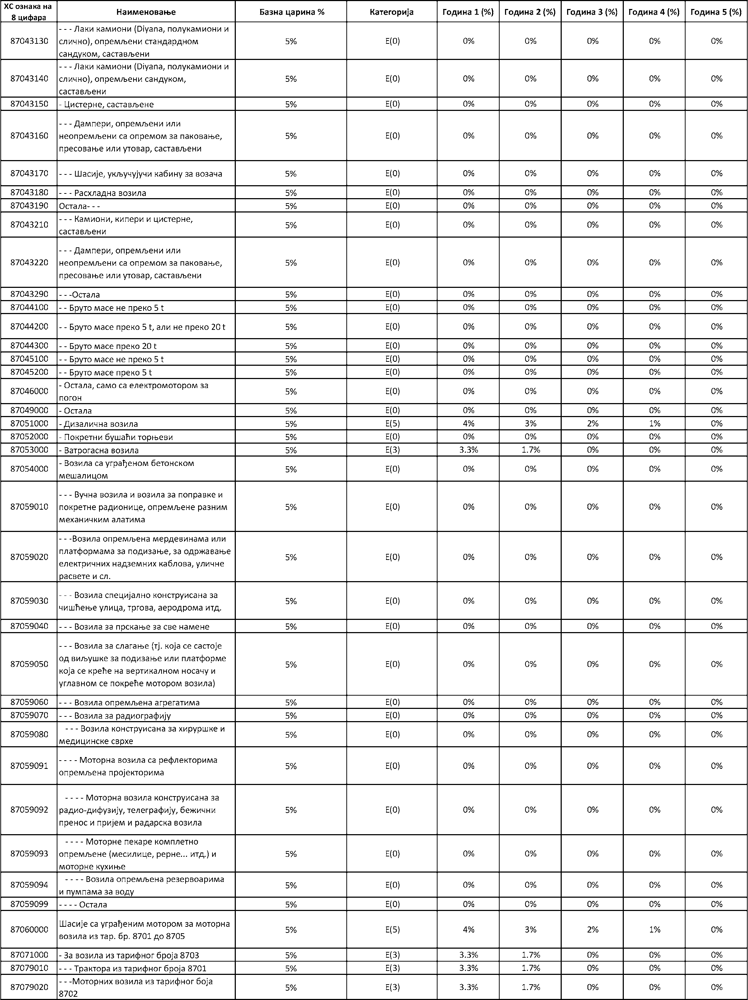 ХС ознака на 8 цифара Наименовање Базна царина % Категорија Година 1 (%) Година 2 (%) Година 3 (%) Година 4 (%) Година 5 (%)
87043130 - - - Лаки камиони (Diyana, полукамиони и слично), опремљени стандардном сандуком, састављени 5% E(0) 0% 0% 0% 0% 0%
87043140 - - - Лаки камиони (Diyana, полукамиони и слично), опремљени сандуком, састављени 5% E(0) 0% 0% 0% 0% 0%
87043150 - Цистерне, састављене 5% E(0) 0% 0% 0% 0% 0%
87043160 - - - Дампери, опремљени или неопремљени са опремом за паковање, пресовање или утовар, састављени 5% E(0) 0% 0% 0% 0% 0%
87043170 - - - Шасије, укључујучи кабину за возача 5% E(0) 0% 0% 0% 0% 0%
87043180 - - - Расхладна возила 5% E(0) 0% 0% 0% 0% 0%
87043190 Остала- - - 5% E(0) 0% 0% 0% 0% 0%
87043210 - - - Камиони, кипери и цистерне, састављени 5% E(0) 0% 0% 0% 0% 0%
87043220 - - - Дампери, опремљени или неопремљени са опремом за паковање, пресовање или утовар, састављени 5% E(0) 0% 0% 0% 0% 0%
87043290 - - -Остала 5% E(0) 0% 0% 0% 0% 0%
87044100 - - Бруто масе не преко 5 t 5% E(0) 0% 0% 0% 0% 0%
87044200 - - Бруто масе преко 5 t, али не преко 20 t 5% E(0) 0% 0% 0% 0% 0%
87044300 - - Бруто масе преко 20 t 5% E(0) 0% 0% 0% 0% 0%
87045100 - - Бруто масе не преко 5 t 5% E(0) 0% 0% 0% 0% 0%
87045200 - - Бруто масе преко 5 t 5% E(0) 0% 0% 0% 0% 0%
87046000 - Остала, само са електромотором за погон 5% E(0) 0% 0% 0% 0% 0%
87049000 - Остала 5% E(0) 0% 0% 0% 0% 0%
87051000 - Дизалична возила 5% E(5) 4% 3% 2% 1% 0%
87052000 - Покретни бушаћи торњеви 5% E(0) 0% 0% 0% 0% 0%
87053000 - Ватрогасна возила 5% E(3) 3.3% 1.7% 0% 0% 0%
87054000 - Возила са уграђеном бетонском мешалицом 5% E(0) 0% 0% 0% 0% 0%
87059010 - - - Вучна возила и возила за поправке и покретне радионице, опремљене разним механичким алатима 5% E(0) 0% 0% 0% 0% 0%
87059020 - - -Возила опремљена мердевинама или платформама за подизање, за одржавање електричних надземних каблова, уличне расвете и сл. 5% E(0) 0% 0% 0% 0% 0%
87059030 - - - Возила специјално конструисана за чишћење улица, тргова, аеродрома итд. 5% E(0) 0% 0% 0% 0% 0%
87059040 - - - Возила за прскање за све намене 5% E(0) 0% 0% 0% 0% 0%
87059050 - - - Возила за слагање (тј. која се састоје од виљушке за подизање или платформе која се креће на вертикалном носачу и углавном се покреће мотором возила) 5% E(0) 0% 0% 0% 0% 0%
87059060 - - - Возила опремљена агрегатима 5% E(0) 0% 0% 0% 0% 0%
87059070 - - - Возила за радиографију 5% E(0) 0% 0% 0% 0% 0%
87059080 - - - Возила конструисана за хируршке и медицинске сврхе 5% E(0) 0% 0% 0% 0% 0%
87059091 - - - - Моторна возила са рефлекторима опремљена пројекторима 5% E(0) 0% 0% 0% 0% 0%
87059092 - - - - Моторна возила конструисана за радио-дифузију, телеграфију, бежични пренос и пријем и радарска возила 5% E(0) 0% 0% 0% 0% 0%
87059093 - - - - Моторне пекаре комплетно опремљене (месилице, рерне... итд.) и моторне кухиње 5% E(0) 0% 0% 0% 0% 0%
87059094 - - - - Возила опремљена резервоарима и пумпама за воду 5% E(0) 0% 0% 0% 0% 0%
87059099 - - - - Остала 5% E(0) 0% 0% 0% 0% 0%
87060000 Шасије са уграђеним мотором за моторна возила из тар. бр. 8701 до 8705 5% E(5) 4% 3% 2% 1% 0%
87071000 - За возила из тарифног броја 8703 5% E(3) 3.3% 1.7% 0% 0% 0%
87079010 - - - Трактора из тарифног броја 8701 5% E(3) 3.3% 1.7% 0% 0% 0%
87079020 - - -Моторних возила из тарифног боја 8702 5% E(3) 3.3% 1.7% 0% 0% 0%